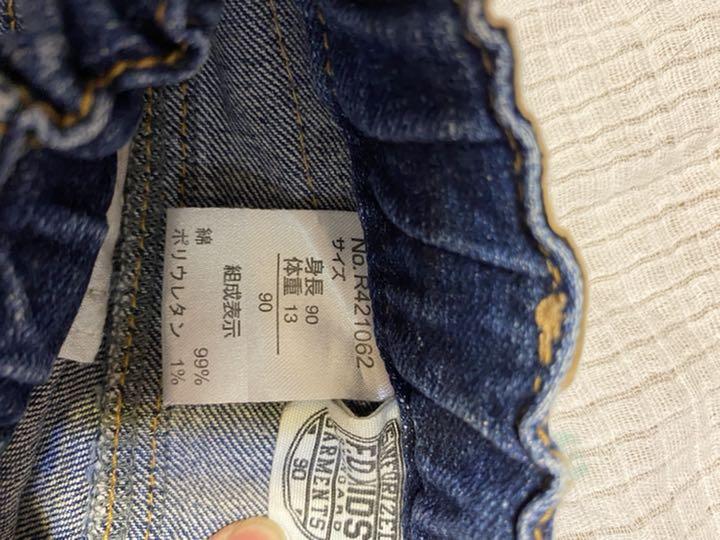 No.R421062
サイズ
身長 90
体重 13
90
組成表示
綿 99%
ポリウレタン 1%
GARMENTS
90